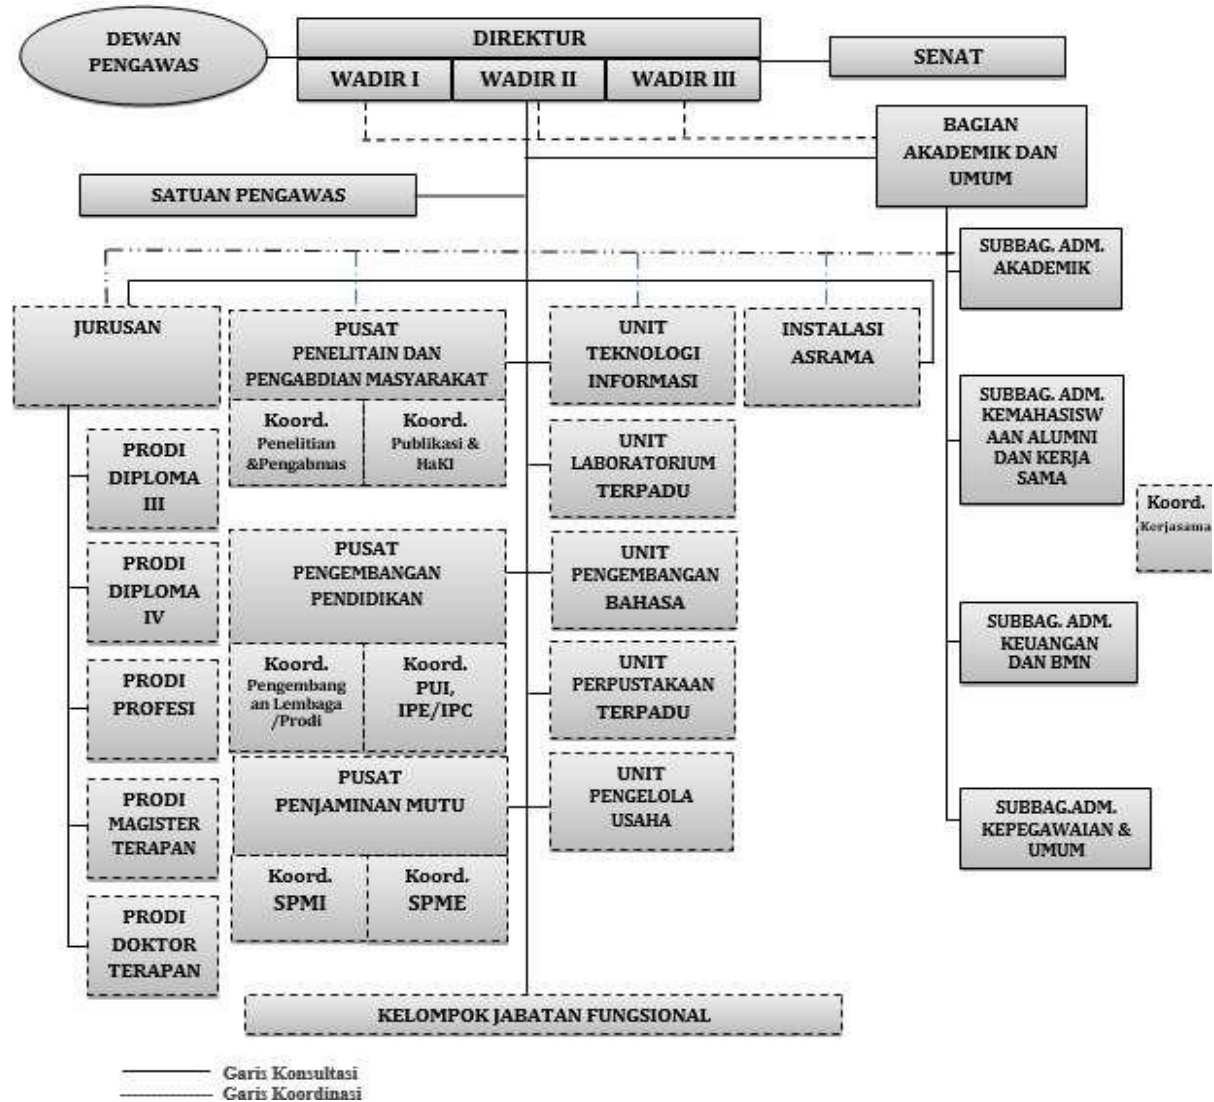 DEWAN
PENGAWAS
DIREKTUR
WADIR I
WADIR II
WADIR III
SENAT
BAGIAN
AKADEMIK DAN
UMUM
SATUAN PENGAWAS
SUBBAG. ADM.
AKADEMIK
JURUSAN
PUSAT
PENELITAIN DAN
PENGABDIAN MASYARAKAT
Koord.
Penelitian
&Pengabmas
Koord.
Publikasi &
HaKI
UNIT
TEKNOLOGI
INFORMASI
INSTALASI
ASRAMA
SUBBAG. ADM.
KEMAHASISW
AAN ALUMNI
DAN KERJA
SAMA
Koord.
Kerjasama
PRODI
DIPLOMA
III
UNIT
LABORATORIUM
TERPADU
PRODI
DIPLOMA
IV
PUSAT
PENGEMBANGAN
PENDIDIKAN
Koord.
Pengembang
an Lembaga
/Prodi
Koord.
PUI,
IPE/IPC
UNIT
PENGEMBANGAN
BAHASA
SUBBAG. ADM.
KEUANGAN
DAN BMN
PRODI
PROFESI
UNIT
PERPUSTAKAAN
TERPADU
PUSAT
PENJAMINAN MUTU
Koord.
SPMI
Koord.
SPME
UNIT
PENGELOLA
USAHA
SUBBAG.ADM.
KEPEGAWAIAN &
UMUM
PRODI
MAGISTER
TERAPAN
PRODI
DOKTOR
TERAPAN
KELOMPOK JABATAN FUNGSIONAL
Garis Konsultasi
Garis Koordinasi